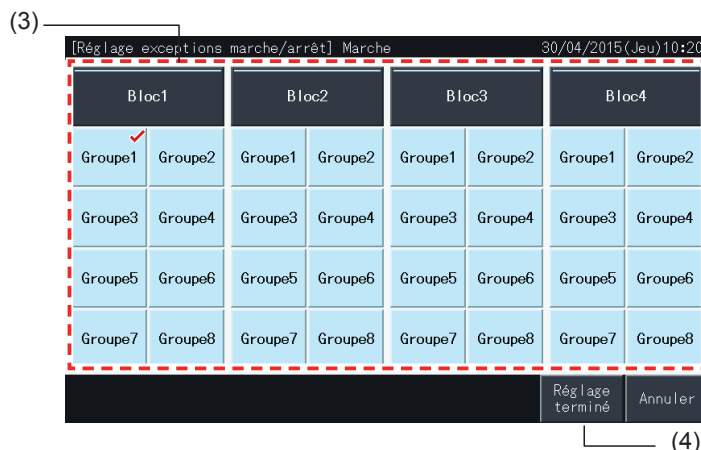 (3)
[Réglage exceptions marche/arrêt] Marche 30/04/2015(Jeu)10:20
Bloc1 Bloc2 Bloc3 Bloc4
Groupe1 Groupe2 Groupe1 Groupe2 Groupe1 Groupe2 Groupe1 Groupe2
Groupe3 Groupe4 Groupe3 Groupe4 Groupe3 Groupe4 Groupe3 Groupe4
Groupe5 Groupe6 Groupe5 Groupe6 Groupe5 Groupe6 Groupe5 Groupe6
Groupe7 Groupe8 Groupe7 Groupe8 Groupe7 Groupe8 Groupe7 Groupe8
Réglage
terminé Annuler
(4)